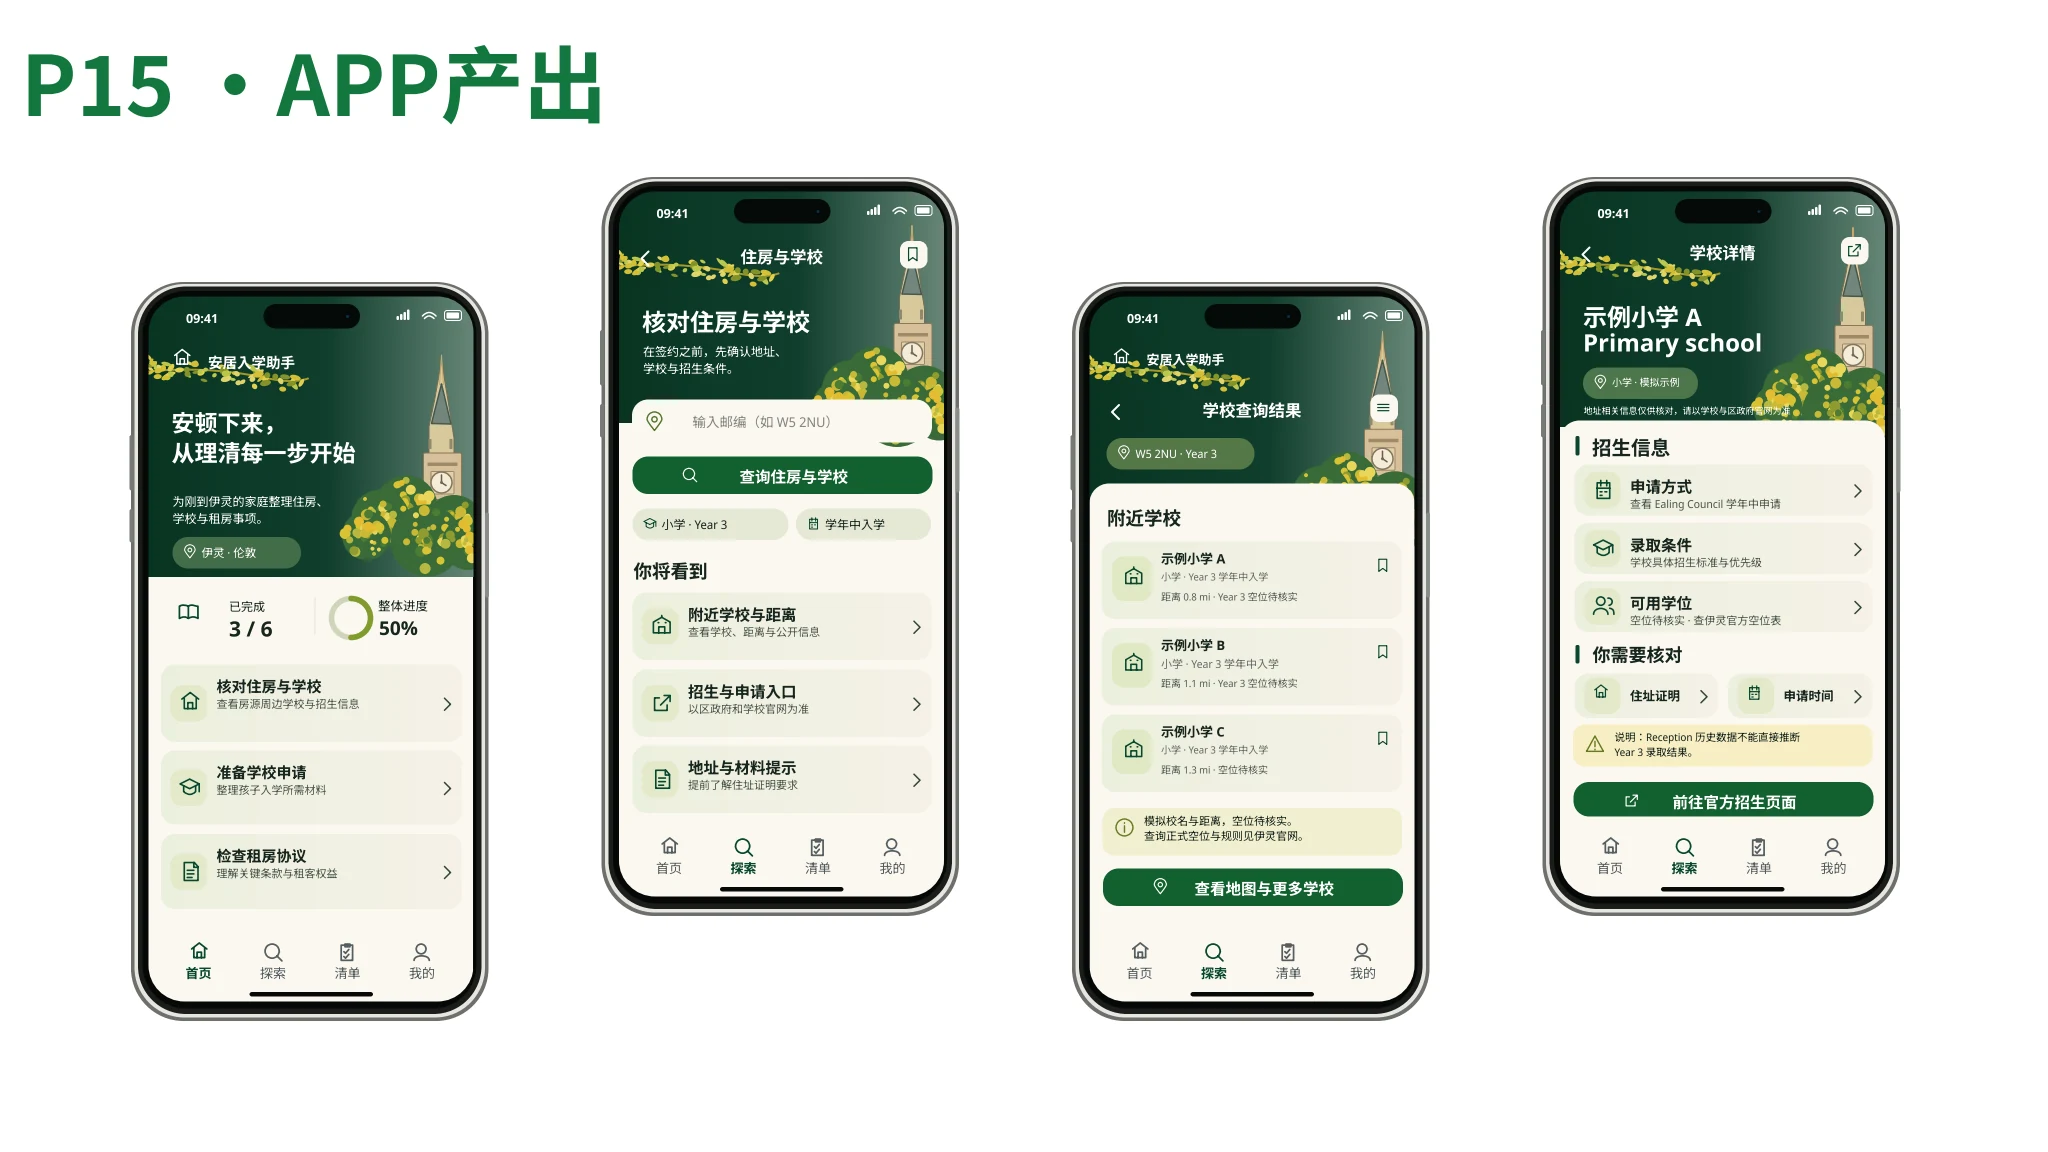 P15 ·APP产出
09:41
安居入学助手
安顿下来，
从理清每一步开始
为刚到伊灵的家庭整理住房、
学校与租房事项。
伊灵 · 伦敦
已完成
3 / 6
整体进度
50%
核对住房与学校
查看房源周边学校与招生信息
准备学校申请
整理孩子入学所需材料
检查租房协议
理解关键条款与租客权益
首页
探索
清单
我的
09:41
住房与学校
核对住房与学校
在签约之前，先确认地址、
学校与招生条件。
输入邮编（如 W5 2NU）
查询住房与学校
小学 · Year 3
学年中入学
你将看到
附近学校与距离
查看学校、距离与公开信息
招生与申请入口
以区政府和学校官网为准
地址与材料提示
提前了解住址证明要求
首页
探索
清单
我的
09:41
安居入学助手
学校查询结果
W5 2NU · Year 3
附近学校
示例小学 A
小学 · Year 3 学年中入学
距离 0.8 mi · Year 3 空位待核实
示例小学 B
小学 · Year 3 学年中入学
距离 1.1 mi · Year 3 空位待核实
示例小学 C
小学 · Year 3 学年中入学
距离 1.3 mi · 空位待核实
模拟校名与距离，空位待核实。
查询正式空位与规则见伊灵官网。
查看地图与更多学校
首页
探索
清单
我的
09:41
学校详情
示例小学 A
Primary school
小学 · 模拟示例
地址相关信息仅供核对，请以学校与区政府官网为准
招生信息
申请方式
查看 Ealing Council 学年中申请
录取条件
学校具体招生标准与优先级
可用学位
空位待核实 · 查伊灵官方空位表
你需要核对
住址证明
申请时间
说明：Reception 历史数据不能直接推断
Year 3 录取结果。
前往官方招生页面
首页
探索
清单
我的